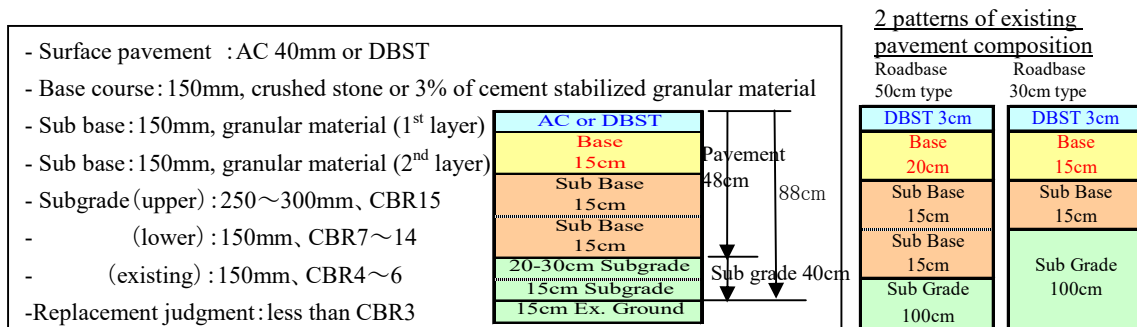 - Surface pavement : AC 40mm or DBST
- Base course: 150mm, crushed stone or 3% of cement stabilized granular material
- Sub base: 150mm, granular material (1st layer)
- Sub base: 150mm, granular material (2nd layer)
- Subgrade(upper): 250~300mm、CBR15
- (lower): 150mm、CBR7~14
- (existing): 150mm、CBR4~6
-Replacement judgment: less than CBR3
AC or DBST
Base
15cm
Sub Base
15cm
Sub Base
15cm
20-30cm Subgrade
15cm Subgrade
15cm Ex. Ground
Pavement
48cm
88cm
Sub grade 40cm
2 patterns of existing
pavement composition
Roadbase
50cm type
DBST 3cm
Base
20cm
Sub Base
15cm
Sub Base
15cm
Sub Grade
100cm
Roadbase
30cm type
DBST 3cm
Base
15cm
Sub Base
15cm
Sub Grade
100cm